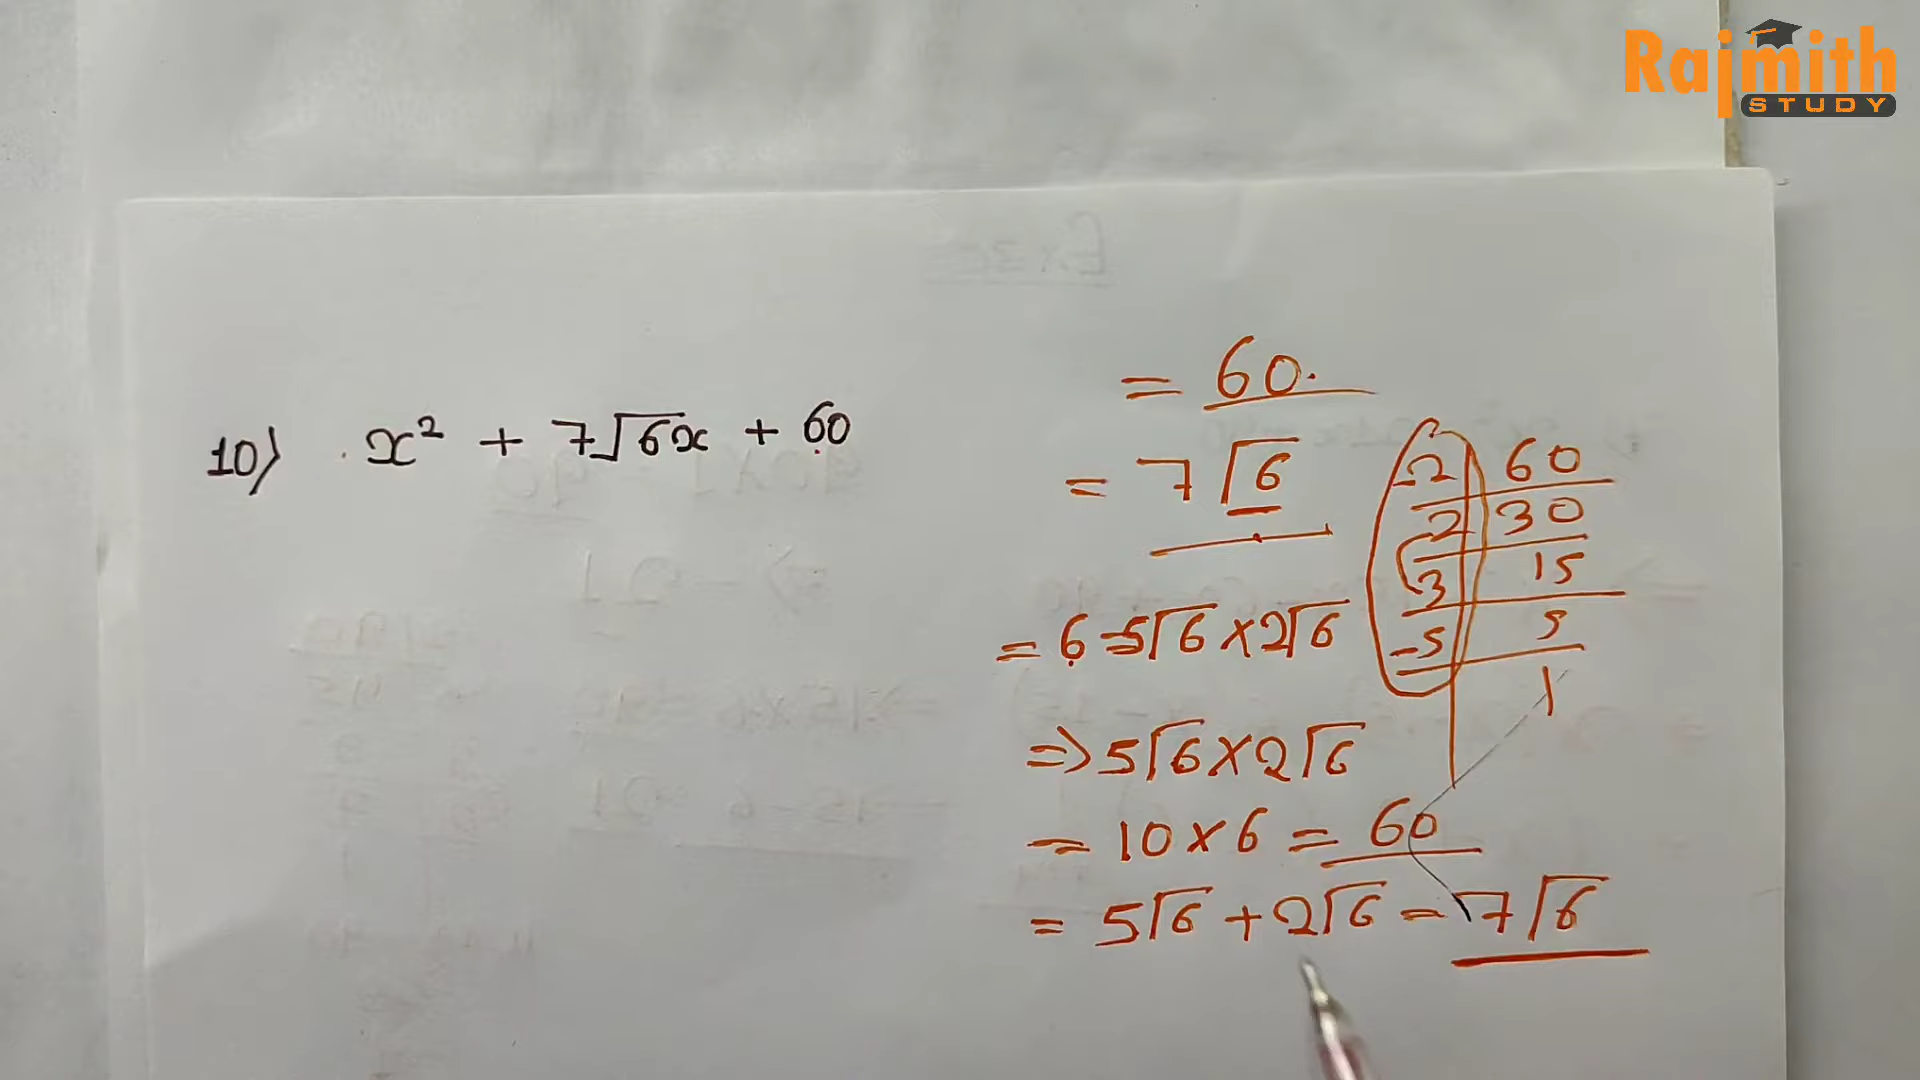 Rajmith
STUDY
10) x² + 7√6x + 60
= 60.
= 7√6
2 | 60
2 | 30
3 | 15
5 | 5
1
= 6 = 5√6 × 2√6
=> 5√6 × 2√6
= 10 × 6 = 60
= 5√6 + 2√6 = 7√6